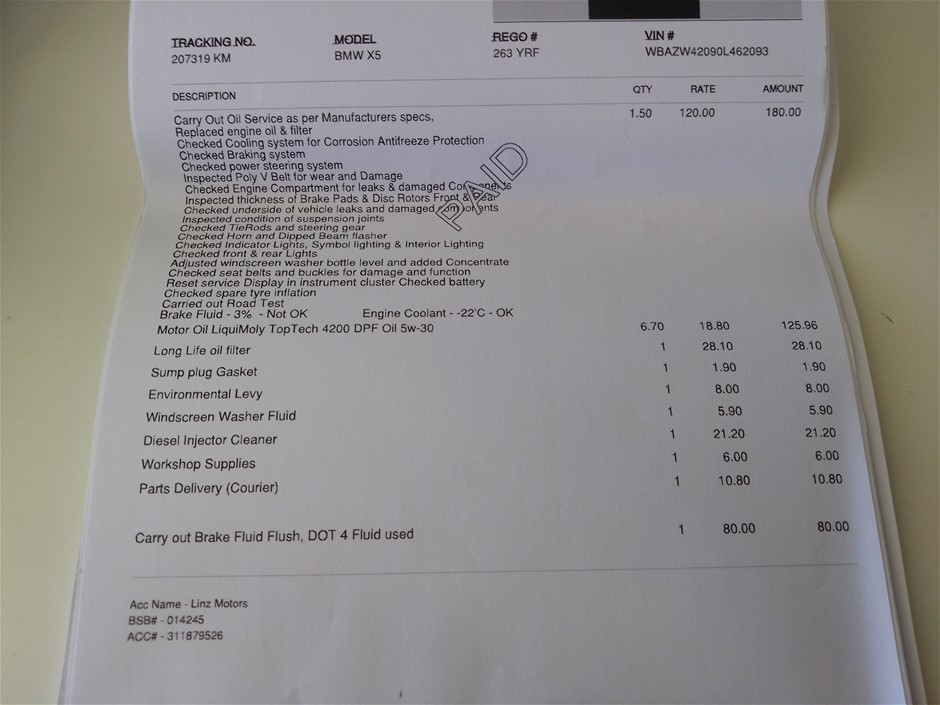 TRACKING NO. MODEL REGO # VIN #
207319 KM BMW X5 263 YRF WBAZW42090L462093
DESCRIPTION QTY RATE AMOUNT
Carry Out Oil Service as per Manufacturers specs, 1.50 120.00 180.00
Replaced engine oil & filter
Checked Cooling system for Corrosion Antifreeze Protection
Checked Braking system
Checked power steering system
Inspected Poly V Belt for wear and Damage
Checked Engine Compartment for leaks & damaged Components
Inspected thickness of Brake Pads & Disc Rotors Front & Rear
Checked underside of vehicle leaks and damaged components
Inspected condition of suspension joints
Checked TieRods and steering gear
Checked Horn and Dipped Beam flasher
Checked Indicator Lights, Symbol lighting & Interior Lighting
Checked front & rear Lights
Adjusted windscreen washer bottle level and added Concentrate
Checked seat belts and buckles for damage and function
Reset service Display in instrument cluster Checked battery
Checked spare tyre inflation
Carried out Road Test
Brake Fluid - 3% - Not OK Engine Coolant - -22'C - OK
PAID
Motor Oil LiquiMoly TopTech 4200 DPF Oil 5w-30 6.70 18.80 125.96
Long Life oil filter 1 28.10 28.10
Sump plug Gasket 1 1.90 1.90
Environmental Levy 1 8.00 8.00
Windscreen Washer Fluid 1 5.90 5.90
Diesel Injector Cleaner 1 21.20 21.20
Workshop Supplies 1 6.00 6.00
Parts Delivery (Courier) 1 10.80 10.80
Carry out Brake Fluid Flush, DOT 4 Fluid used 1 80.00 80.00
Acc Name - Linz Motors
BSB# - 014245
ACC# - 311879526